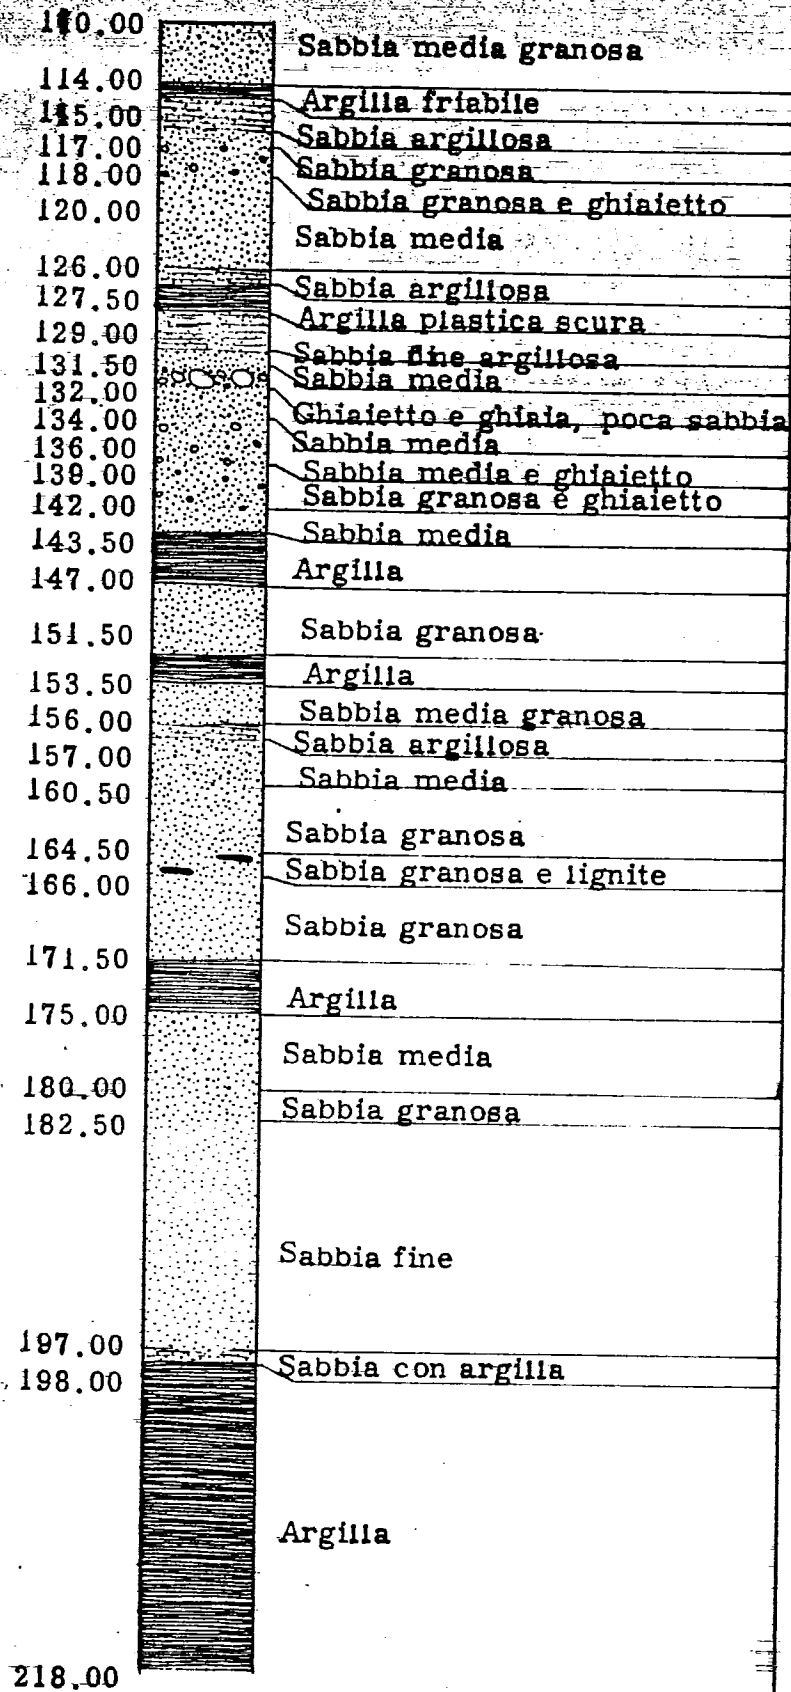 110.00
Sabbia media granosa
114.00
Argilla friabile
115.00
Sabbia argillosa
117.00
Sabbia granosa
118.00
Sabbia granosa e ghiaietto
120.00
Sabbia media
126.00
Sabbia argillosa
127.50
Argilla plastica scura
129.00
Sabbia fine argillosa
131.50
Sabbia media
132.00
Ghiaietto e ghiaia, poca sabbia
134.00
Sabbia media
136.00
Sabbia media e ghiaietto
139.00
Sabbia granosa e ghiaietto
142.00
Sabbia media
143.50
Argilla
147.00
Sabbia granosa
151.50
Argilla
153.50
Sabbia media granosa
156.00
Sabbia argillosa
157.00
Sabbia media
160.50
Sabbia granosa
164.50
Sabbia granosa e lignite
166.00
Sabbia granosa
171.50
Argilla
175.00
Sabbia media
180.00
Sabbia granosa
182.50
Sabbia fine
197.00
Sabbia con argilla
198.00
Argilla
218.00